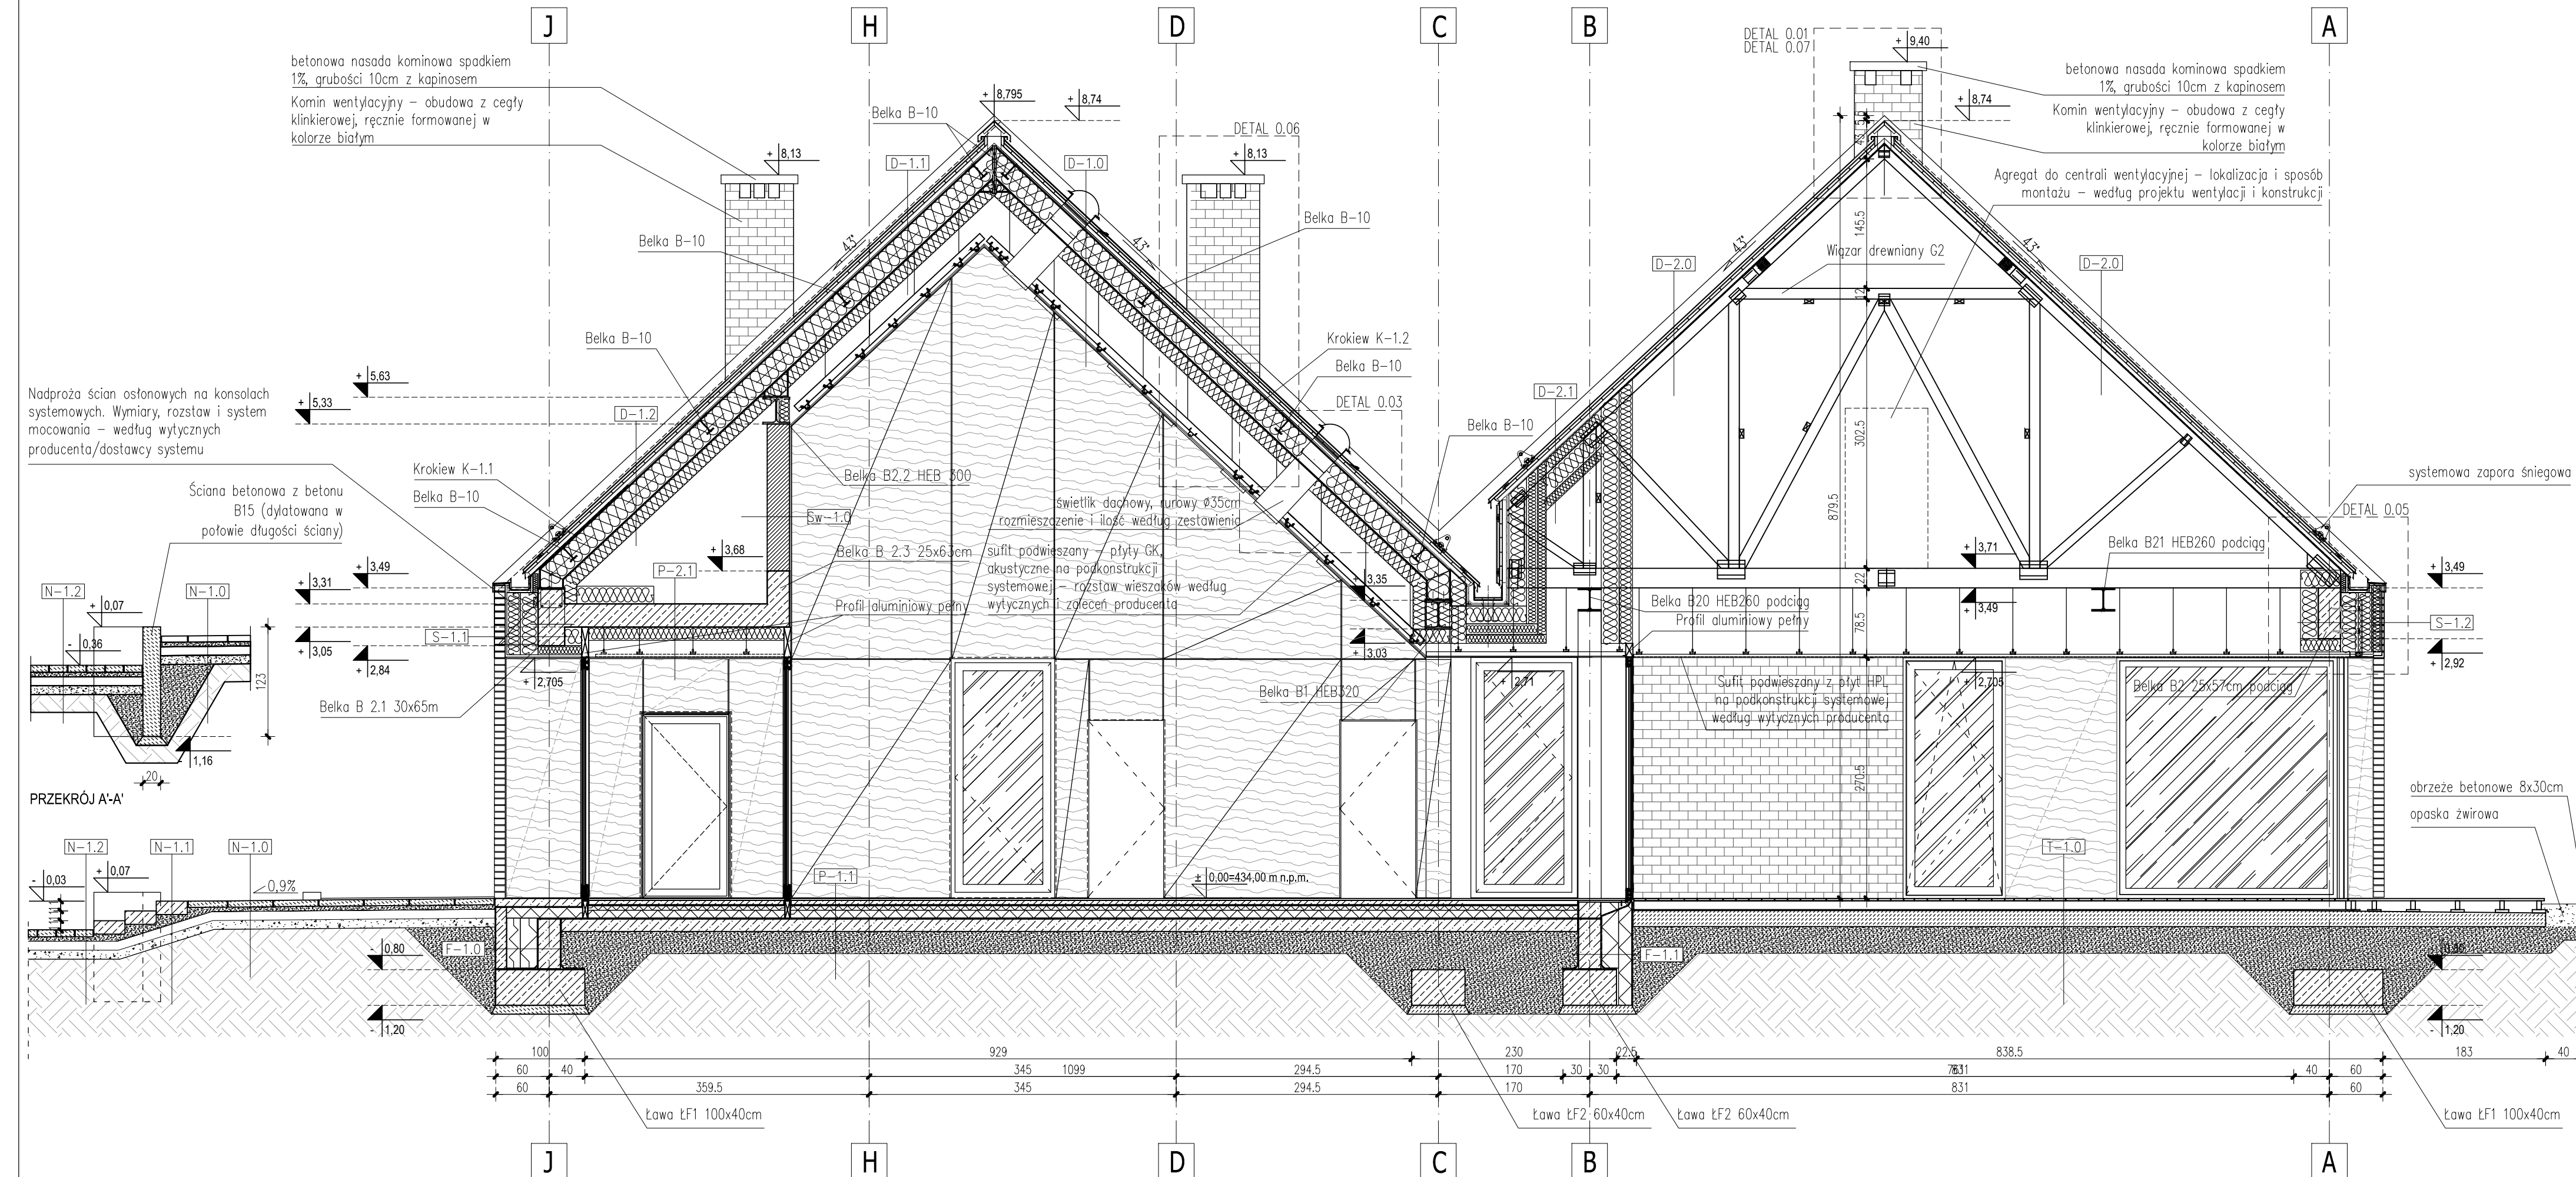 J
H
D
C
B
A
betonowa nasada kominowa spadkiem
1%, grubości 10cm z kapinosem
Komin wentylacyjny – obudowa z cegły
klinkierowej, ręcznie formowanej w
kolorze białym
Belka B–10
+ 8,795
+ 8,74
DETAL 0.06
+ 8,13
D–1.1
D–1.0
+ 8,13
Belka B–10
43°
43°
Belka B–10
DETAL 0.01
DETAL 0.07
+ 9,40
betonowa nasada kominowa spadkiem
1%, grubości 10cm z kapinosem
+ 8,74
Komin wentylacyjny – obudowa z cegły
klinkierowej, ręcznie formowanej w
kolorze białym
Agregat do centrali wentylacyjnej – lokalizacja i sposób
montażu – według projektu wentylacji i konstrukcji
145.5
43°
43°
Wiązar drewniany G2
D–2.0
D–2.0
12
302.5
879.5
Belka B–10
Krokiew K–1.2
Belka B–10
DETAL 0.03
D–2.1
Belka B–10
+ 5,63
+ 5,33
Nadproża ścian osłonowych na konsolach
systemowych. Wymiary, rozstaw i system
mocowania – według wytycznych
producenta/dostawcy systemu
D–1.2
Krokiew K–1.1
Belka B–10
Ściana betonowa z betonu
B15 (dylatowana w
połowie długości ściany)
Belka B2.2 HEB 300
Sw–1.0
świetlik dachowy, rurowy ø35cm
rozmieszczenie i ilość według zestawienia
Belka B 2.3 25x63cm
sufit podwieszany – płyty GK,
akustyczne na podkonstrukcji
systemowej – rozstaw wieszaków według
wytycznych i zaleceń producenta
Profil aluminiowy pełny
+ 3,68
P–2.1
systemowa zapora śniegowa
DETAL 0.05
Belka B21 HEB260 podciąg
+ 3,71
22
+ 3,49
+ 3,49
+ 3,35
Belka B20 HEB260 podciąg
Profil aluminiowy pełny
78.5
S–1.2
+ 3,03
+ 2,92
+ 3,49
+ 3,31
S–1.1
+ 3,05
+ 2,84
+ 2,705
Belka B 2.1 30x65m
Belka B1 HEB320
+ 2,71
Sufit podwieszany z płyt HPL
na podkonstrukcji systemowej
według wytycznych producenta
+ 2,705
Belka B2 25x57cm podciąg
270.5
N–1.2
N–1.0
+ 0,07
- 0,36
123
- 1,16
20
PRZEKRÓJ A'-A'
obrzeże betonowe 8x30cm
opaska żwirowa
T–1.0
N–1.2
N–1.1
N–1.0
- 0,03
+ 0,07
0,9%
P–1.1
± 0,00=434,00 m n.p.m.
F–1.0
F–1.1
- 0,80
- 1,20
- 1,20
100
929
230
22.5
838.5
183
40
60
40
345
1099
294.5
170
30
30
40
60
60
359.5
345
294.5
170
831
60
Ława ŁF1 100x40cm
Ława ŁF2 60x40cm
Ława ŁF2 60x40cm
Ława ŁF1 100x40cm
J
H
D
C
B
A